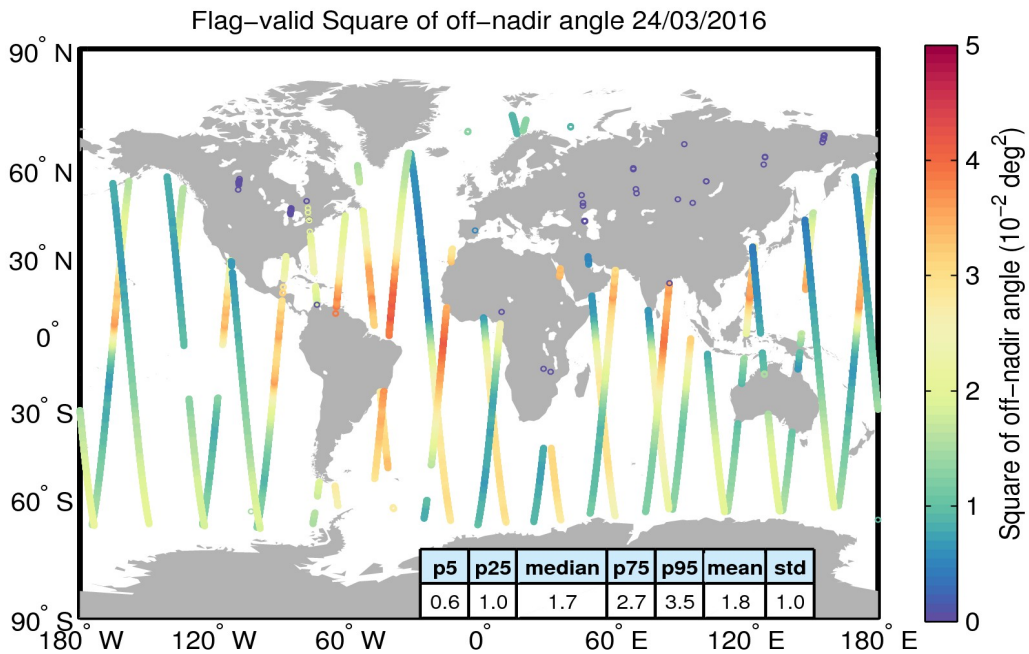 Flag−valid Square of off−nadir angle 24/03/2016
90° N
60° N
30° N
0°
30° S
60° S
90° S
180° W
120° W
60° W
0°
60° E
120° E
180° E
p5 p25 median p75 p95 mean std
0.6 1.0 1.7 2.7 3.5 1.8 1.0
5
4
3
2
1
0
Square of off−nadir angle (10⁻² deg²)